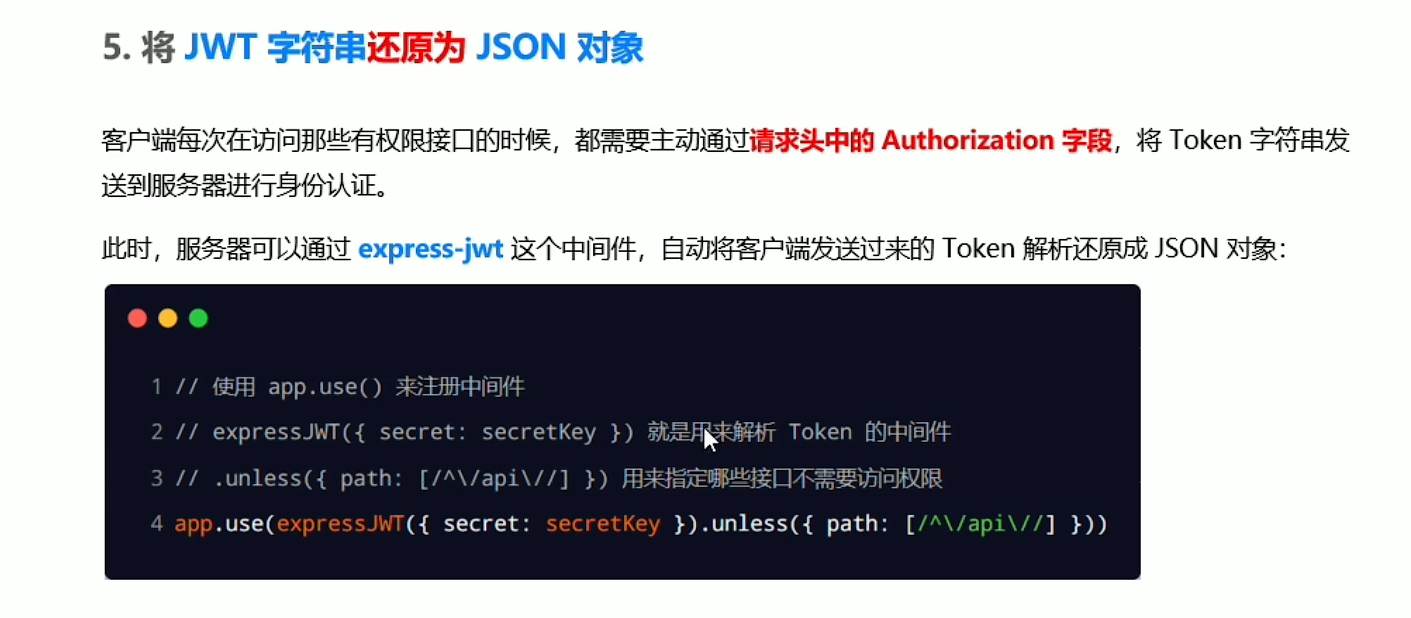 5. 将 JWT 字符串还原为 JSON 对象
客户端每次在访问那些有权限接口的时候，都需要主动通过请求头中的 Authorization 字段，将 Token 字符串发
送到服务器进行身份认证。
此时，服务器可以通过 express-jwt 这个中间件，自动将客户端发送过来的 Token 解析还原成 JSON 对象：
1 // 使用 app.use() 来注册中间件
2 // expressJWT({ secret: secretKey }) 就是用来解析 Token 的中间件
3 // .unless({ path: [/^\/api\//] }) 用来指定哪些接口不需要访问权限
4 app.use(expressJWT({ secret: secretKey }).unless({ path: [/^\/api\//] }))